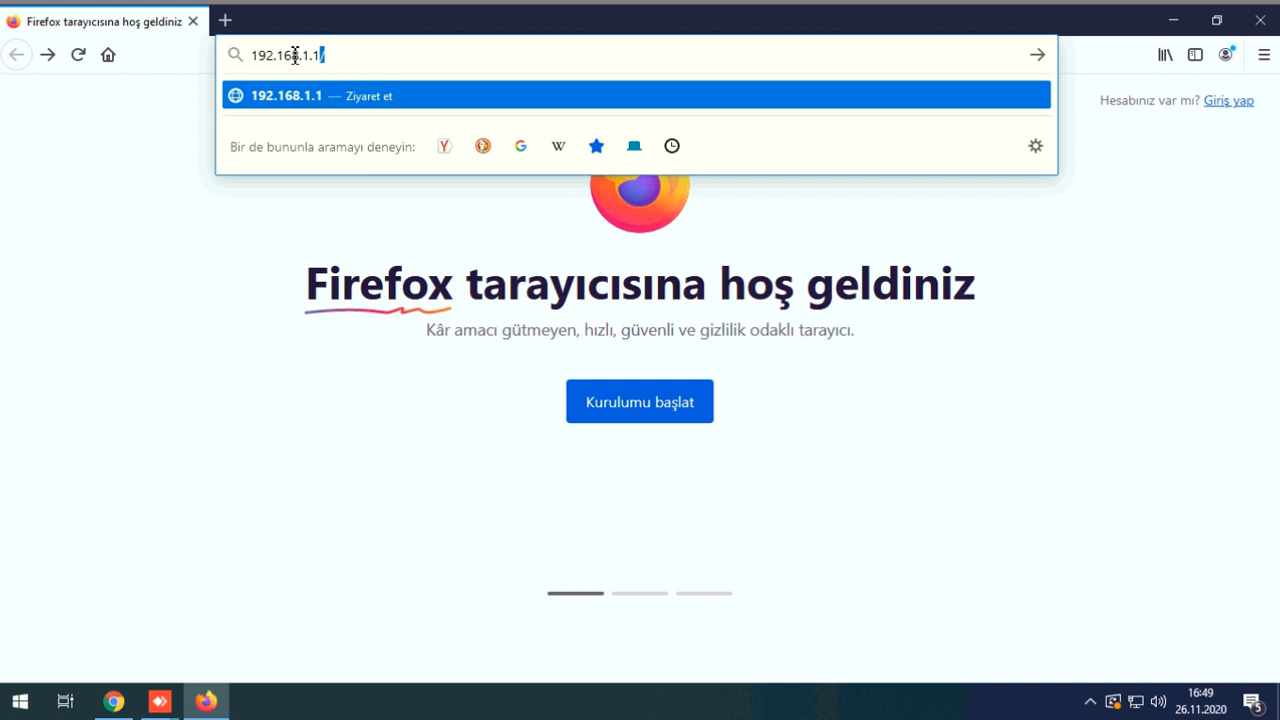 Firefox tarayıcısına hoş geldiniz
192.168.1.1/
192.168.1.1 — Ziyaret et
Hesabınız var mı? Giriş yap
Bir de bununla aramayı deneyin:
Firefox tarayıcısına hoş geldiniz
Kâr amacı gütmeyen, hızlı, güvenli ve gizlilik odaklı tarayıcı.
Kurulumu başlat
16:49
26.11.2020
5